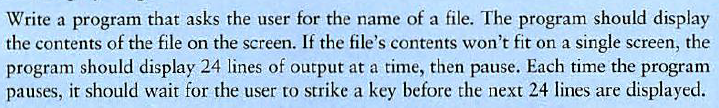 Write a program that asks the user for the name of a file. The program should display
the contents of the file on the screen. If the file's contents won't fit on a single screen, the
program should display 24 lines of output at a time, then pause. Each time the program
pauses, it should wait for the user to strike a key before the next 24 lines are displayed.